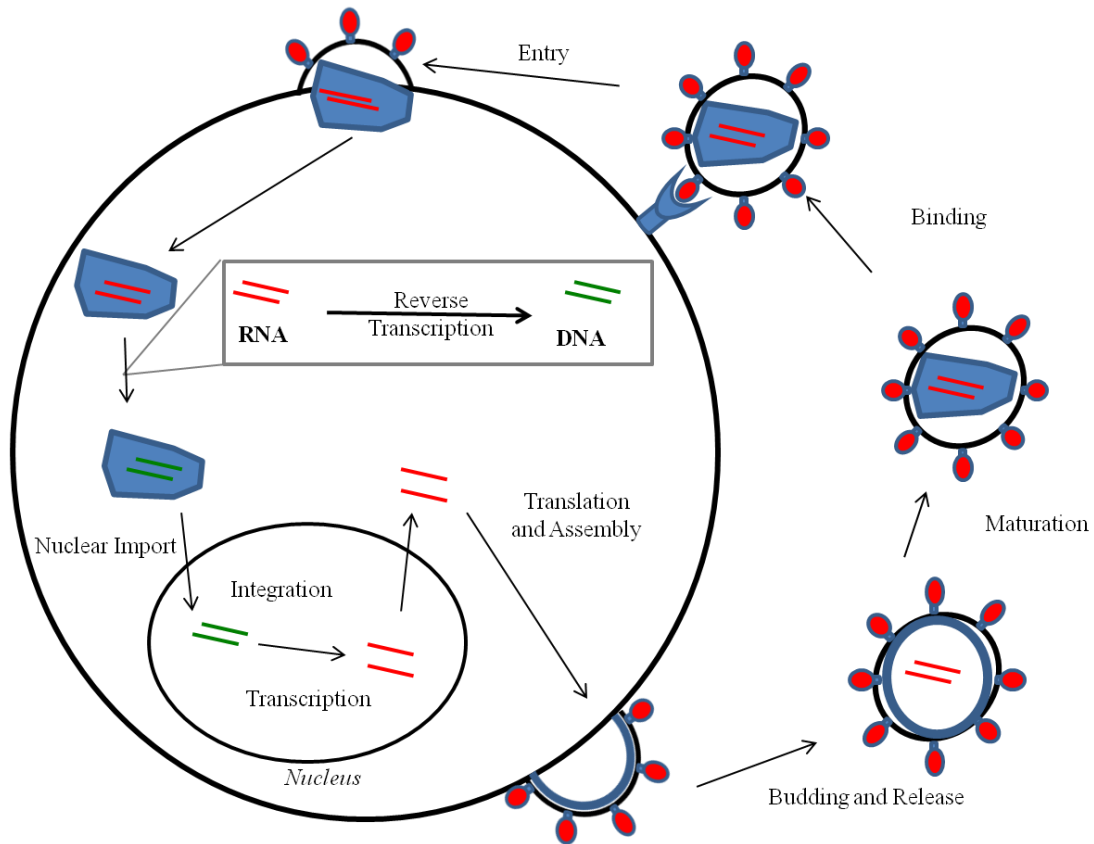 Entry
Binding
Reverse
Transcription
RNA
DNA
Translation
and Assembly
Maturation
Nuclear Import
Integration
Transcription
Nucleus
Budding and Release